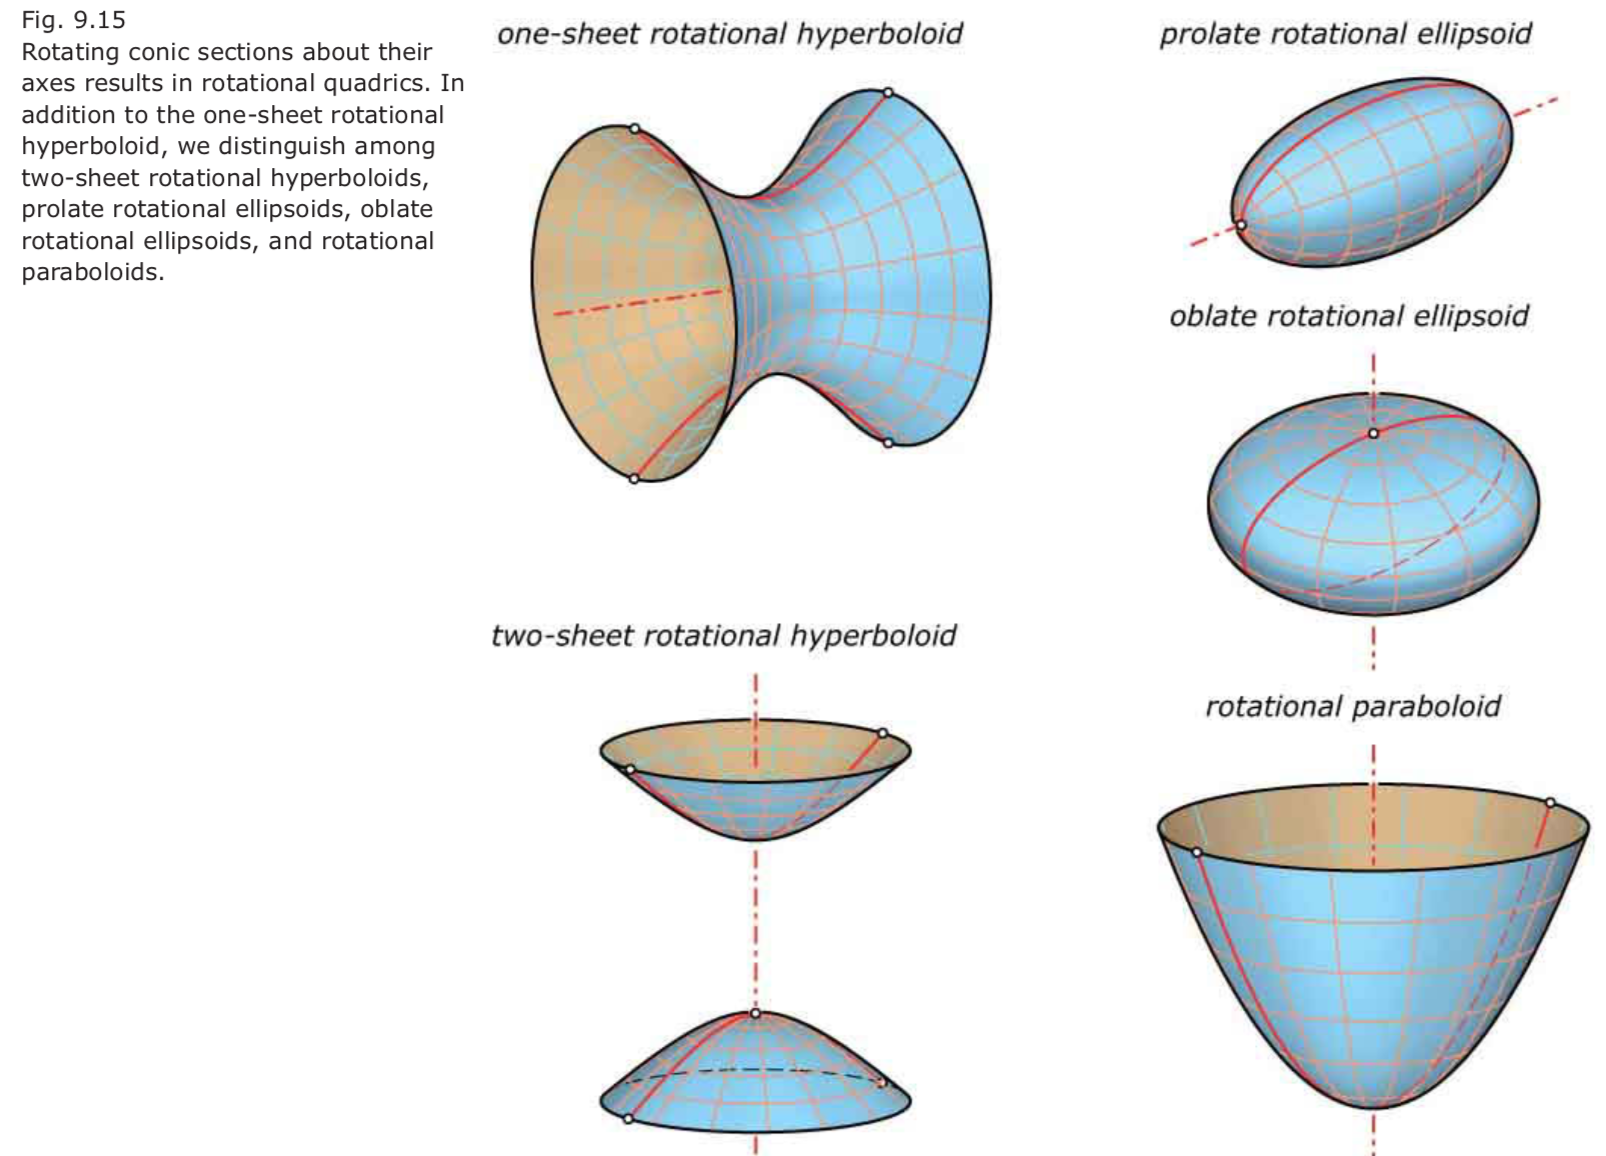 Fig. 9.15
Rotating conic sections about their
axes results in rotational quadrics. In
addition to the one-sheet rotational
hyperboloid, we distinguish among
two-sheet rotational hyperboloids,
prolate rotational ellipsoids, oblate
rotational ellipsoids, and rotational
paraboloids.
one-sheet rotational hyperboloid
prolate rotational ellipsoid
oblate rotational ellipsoid
two-sheet rotational hyperboloid
rotational paraboloid